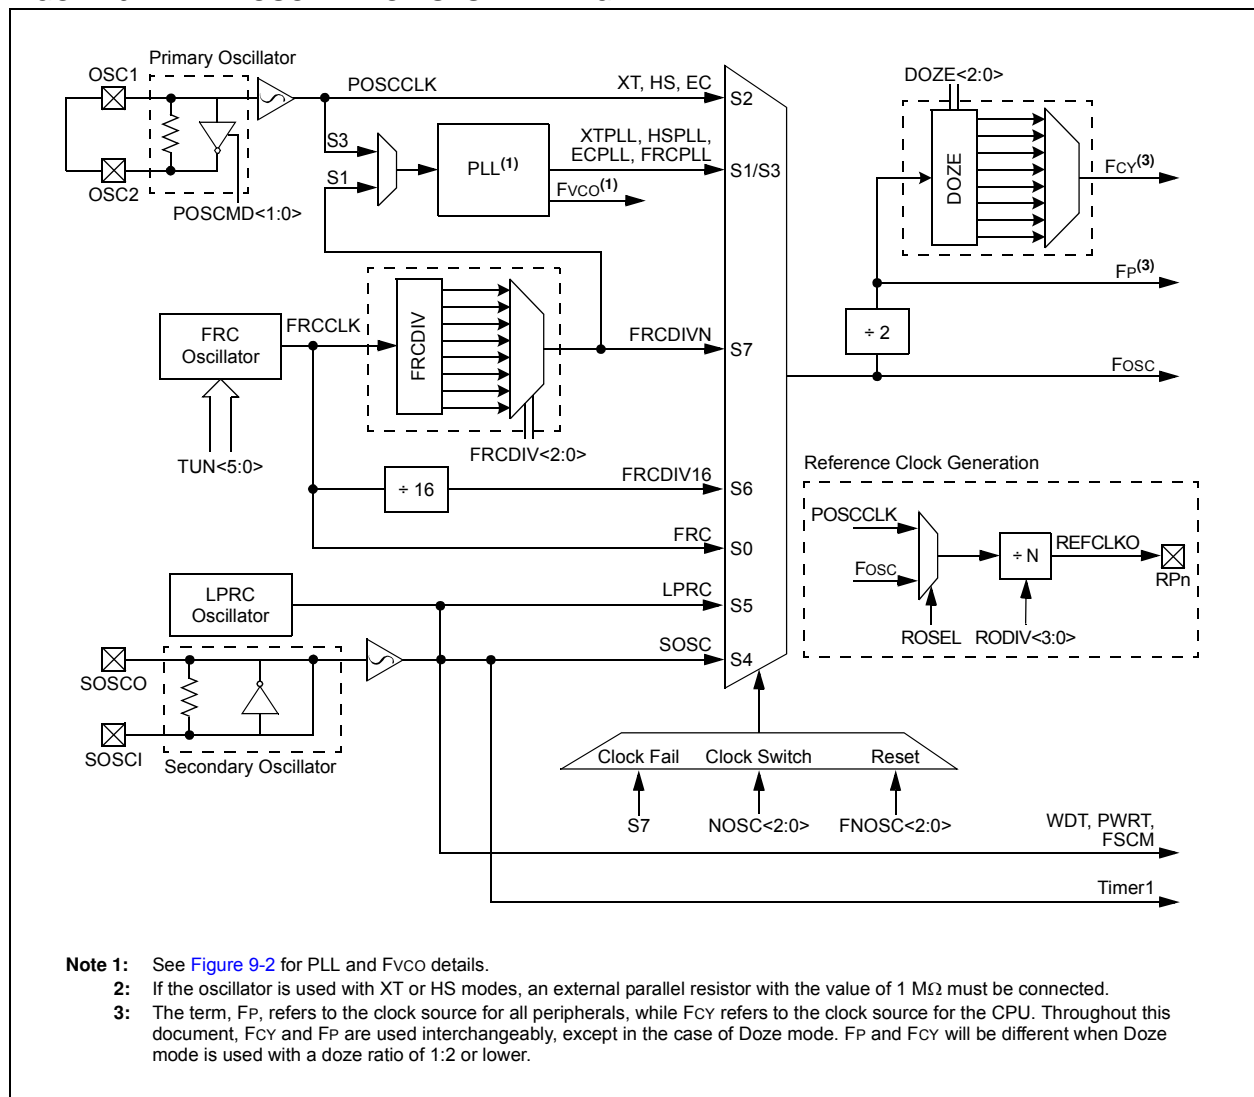 Primary Oscillator
OSC1
OSC2
POSCMD<1:0>
POSCCLK
XT, HS, EC
S2
S3
S1
PLL(1)
XTPLL, HSPLL,
ECPLL, FRCPLL
FVCO(1)
S1/S3
DOZE<2:0>
DOZE
FCY(3)
FP(3)
÷ 2
FOSC
FRC
Oscillator
FRCCLK
TUN<5:0>
FRCDIV
FRCDIV<2:0>
FRCDIVN
S7
÷ 16
FRCDIV16
S6
FRC
S0
LPRC
Oscillator
LPRC
S5
SOSCO
SOSCI
Secondary Oscillator
SOSC
S4
Reference Clock Generation
POSCCLK
FOSC
÷ N
REFCLKO
RPn
ROSEL
RODIV<3:0>
Clock Fail
Clock Switch
Reset
S7
NOSC<2:0>
FNOSC<2:0>
WDT, PWRT,
FSCM
Timer1
Note 1: See Figure 9-2 for PLL and FVCO details.
2: If the oscillator is used with XT or HS modes, an external parallel resistor with the value of 1 MΩ must be connected.
3: The term, FP, refers to the clock source for all peripherals, while FCY refers to the clock source for the CPU. Throughout this
document, FCY and FP are used interchangeably, except in the case of Doze mode. FP and FCY will be different when Doze
mode is used with a doze ratio of 1:2 or lower.